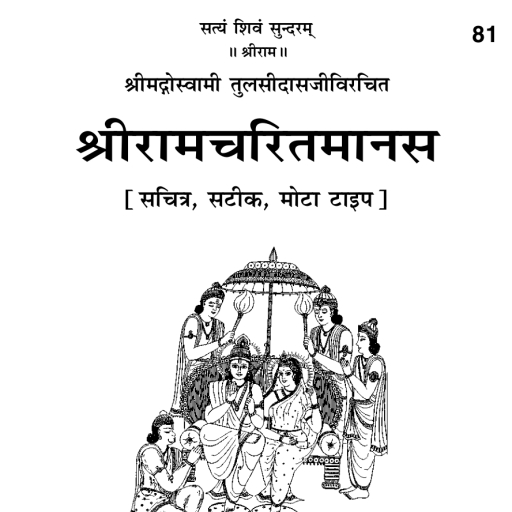 सत्यं शिवं सुन्दरम्
81
॥ श्रीराम॥
श्रीमद्गोस्वामी तुलसीदासजीविरचित
श्रीरामचरितमानस
[ सचित्र, सटीक, मोटा टाइप ]